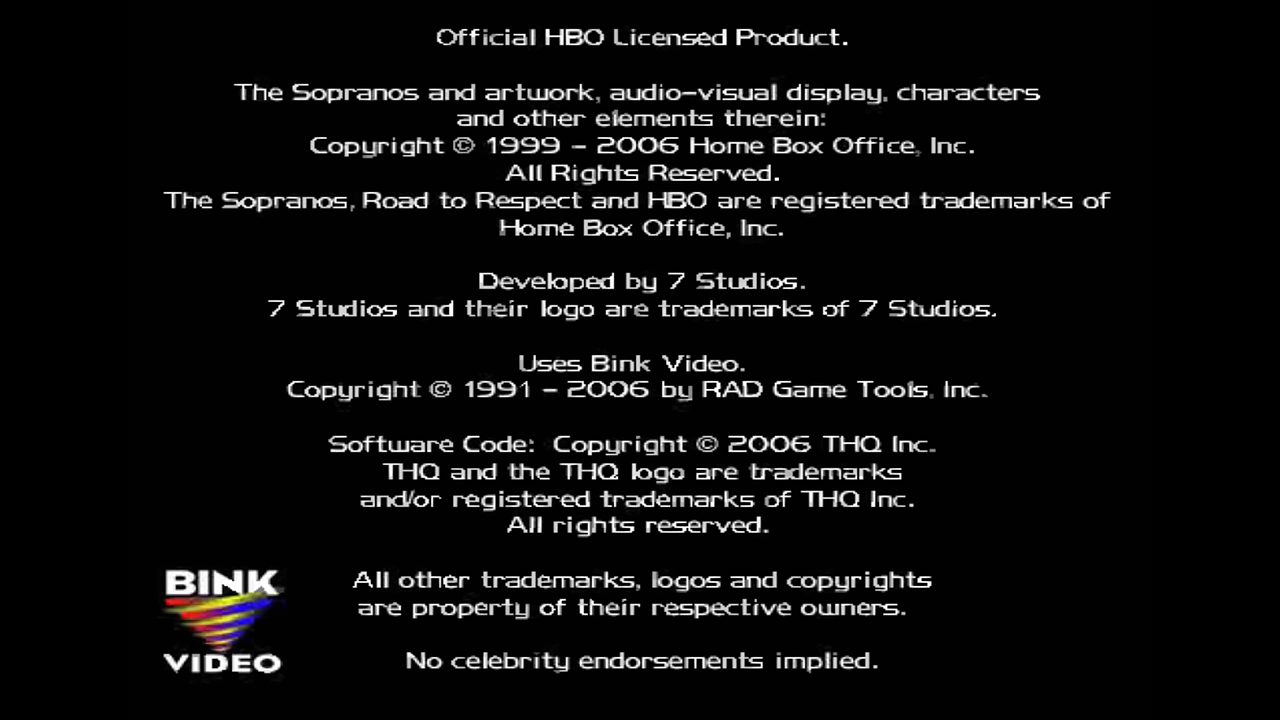 Official HBO Licensed Product.
The Sopranos and artwork, audio-visual display, characters
and other elements therein:
Copyright © 1999 - 2006 Home Box Office, Inc.
All Rights Reserved.
The Sopranos, Road to Respect and HBO are registered trademarks of
Home Box Office, Inc.
Developed by 7 Studios.
7 Studios and their logo are trademarks of 7 Studios.
Uses Bink Video.
Copyright © 1991 - 2006 by RAD Game Tools, Inc.
Software Code: Copyright © 2006 THQ Inc.
THQ and the THQ logo are trademarks
and/or registered trademarks of THQ Inc.
All rights reserved.
BINK
VIDEO
All other trademarks, logos and copyrights
are property of their respective owners.
No celebrity endorsements implied.